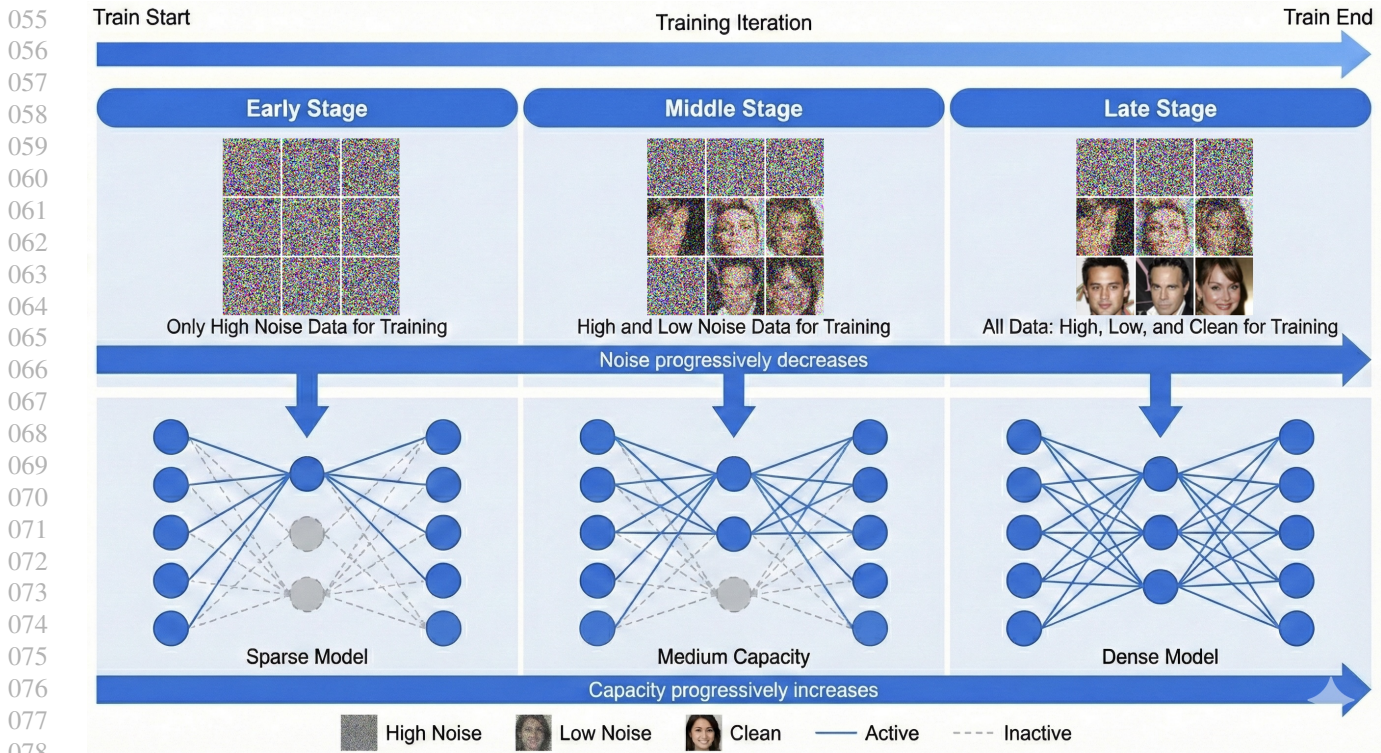 055
Train Start
Training Iteration
Train End
056
057
058
Early Stage
Middle Stage
Late Stage
059
060
061
062
063
064
065
Only High Noise Data for Training
High and Low Noise Data for Training
All Data: High, Low, and Clean for Training
066
Noise progressively decreases
067
068
069
070
071
072
073
074
075
Sparse Model
Medium Capacity
Dense Model
076
Capacity progressively increases
077
High Noise
Low Noise
Clean
Active
Inactive
078